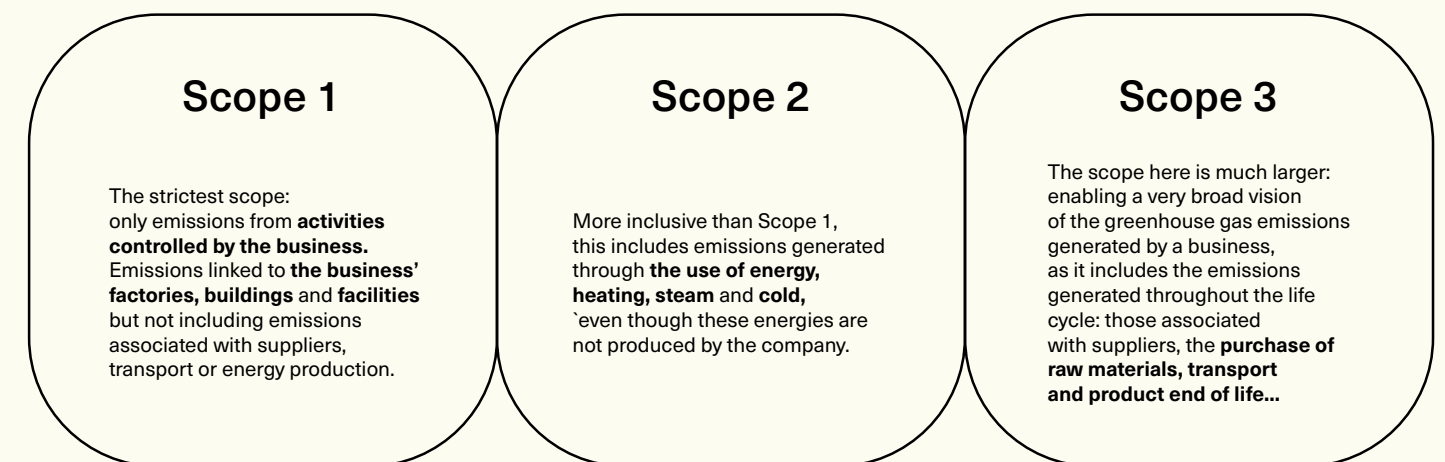 Scope 1
The strictest scope:
only emissions from activities
controlled by the business.
Emissions linked to the business’
factories, buildings and facilities
but not including emissions
associated with suppliers,
transport or energy production.
Scope 2
More inclusive than Scope 1,
this includes emissions generated
through the use of energy,
heating, steam and cold,
`even though these energies are
not produced by the company.
Scope 3
The scope here is much larger:
enabling a very broad vision
of the greenhouse gas emissions
generated by a business,
as it includes the emissions
generated throughout the life
cycle: those associated
with suppliers, the purchase of
raw materials, transport
and product end of life...